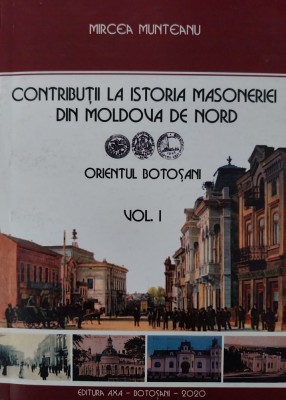 MIRCEA MUNTEANU
CONTRIBUȚII LA ISTORIA MASONERIEI
DIN MOLDOVA DE NORD
ORIENTUL BOTOȘANI
VOL. I
EDITURA AXA - BOTOȘANI - 2020